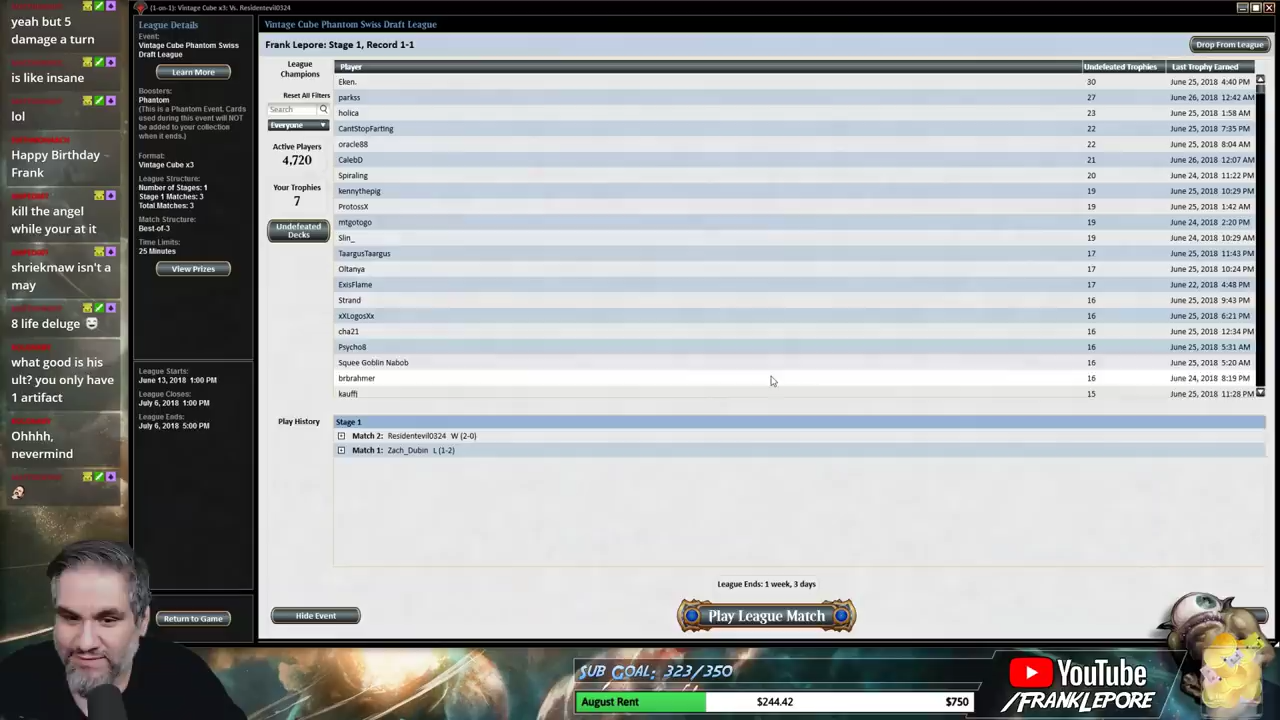 yeah but 5
damage a turn
is like insane
lol
Happy Birthday
Frank
kill the angel
while your at it
shriekmaw isn't a
may
8 life deluge
what good is his
ult? you only have
1 artifact
Ohhhh,
nevermind
(1-on-1): Vintage Cube x3: Vs. Residentevil0324
League Details
Event:
Vintage Cube Phantom Swiss
Draft League
Learn More
Boosters:
Phantom
(This is a Phantom Event. Cards
used during this event will NOT
be added to your collection
when it ends.)
Format:
Vintage Cube x3
League Structure:
Number of Stages: 1
Stage 1 Matches: 3
Total Matches: 3
Match Structure:
Best-of-3
Time Limits:
25 Minutes
View Prizes
League Starts:
June 13, 2018 1:00 PM
League Closes:
July 6, 2018 1:00 PM
League Ends:
July 6, 2018 5:00 PM
Return to Game
Vintage Cube Phantom Swiss Draft League
Frank Lepore: Stage 1, Record 1-1
Drop From League
League
Champions
Reset All Filters
Search
Everyone
Active Players
4,720
Your Trophies
7
Undefeated
Decks
Player Undefeated Trophies Last Trophy Earned
Eken. 30 June 25, 2018 4:40 PM
parkss 27 June 26, 2018 12:42 AM
holica 23 June 25, 2018 1:58 AM
CantStopFarting 22 June 25, 2018 7:35 PM
oracle88 22 June 25, 2018 8:04 AM
CalebD 21 June 26, 2018 12:07 AM
Spiraling 20 June 24, 2018 11:22 PM
kennythepig 19 June 25, 2018 10:29 PM
ProtossX 19 June 25, 2018 1:42 AM
mtgotogo 19 June 24, 2018 2:20 PM
Slin_ 19 June 24, 2018 10:29 AM
TaargusTaargus 17 June 25, 2018 11:43 PM
Oltanya 17 June 25, 2018 10:24 PM
ExisFlame 17 June 22, 2018 4:48 PM
Strand 16 June 25, 2018 9:43 PM
xXLogosXx 16 June 25, 2018 6:21 PM
cha21 16 June 25, 2018 12:34 PM
Psycho8 16 June 25, 2018 5:31 AM
Squee Goblin Nabob 16 June 25, 2018 5:20 AM
brbrahmer 16 June 24, 2018 8:19 PM
kauffj 15 June 25, 2018 11:28 PM
Play History
Stage 1
Match 2: Residentevil0324 W (2-0)
Match 1: Zach_Dubin L (1-2)
League Ends: 1 week, 3 days
Hide Event
Play League Match
SUB GOAL: 323/350
August Rent $244.42 $750
YouTube
/FRANKLEPORE